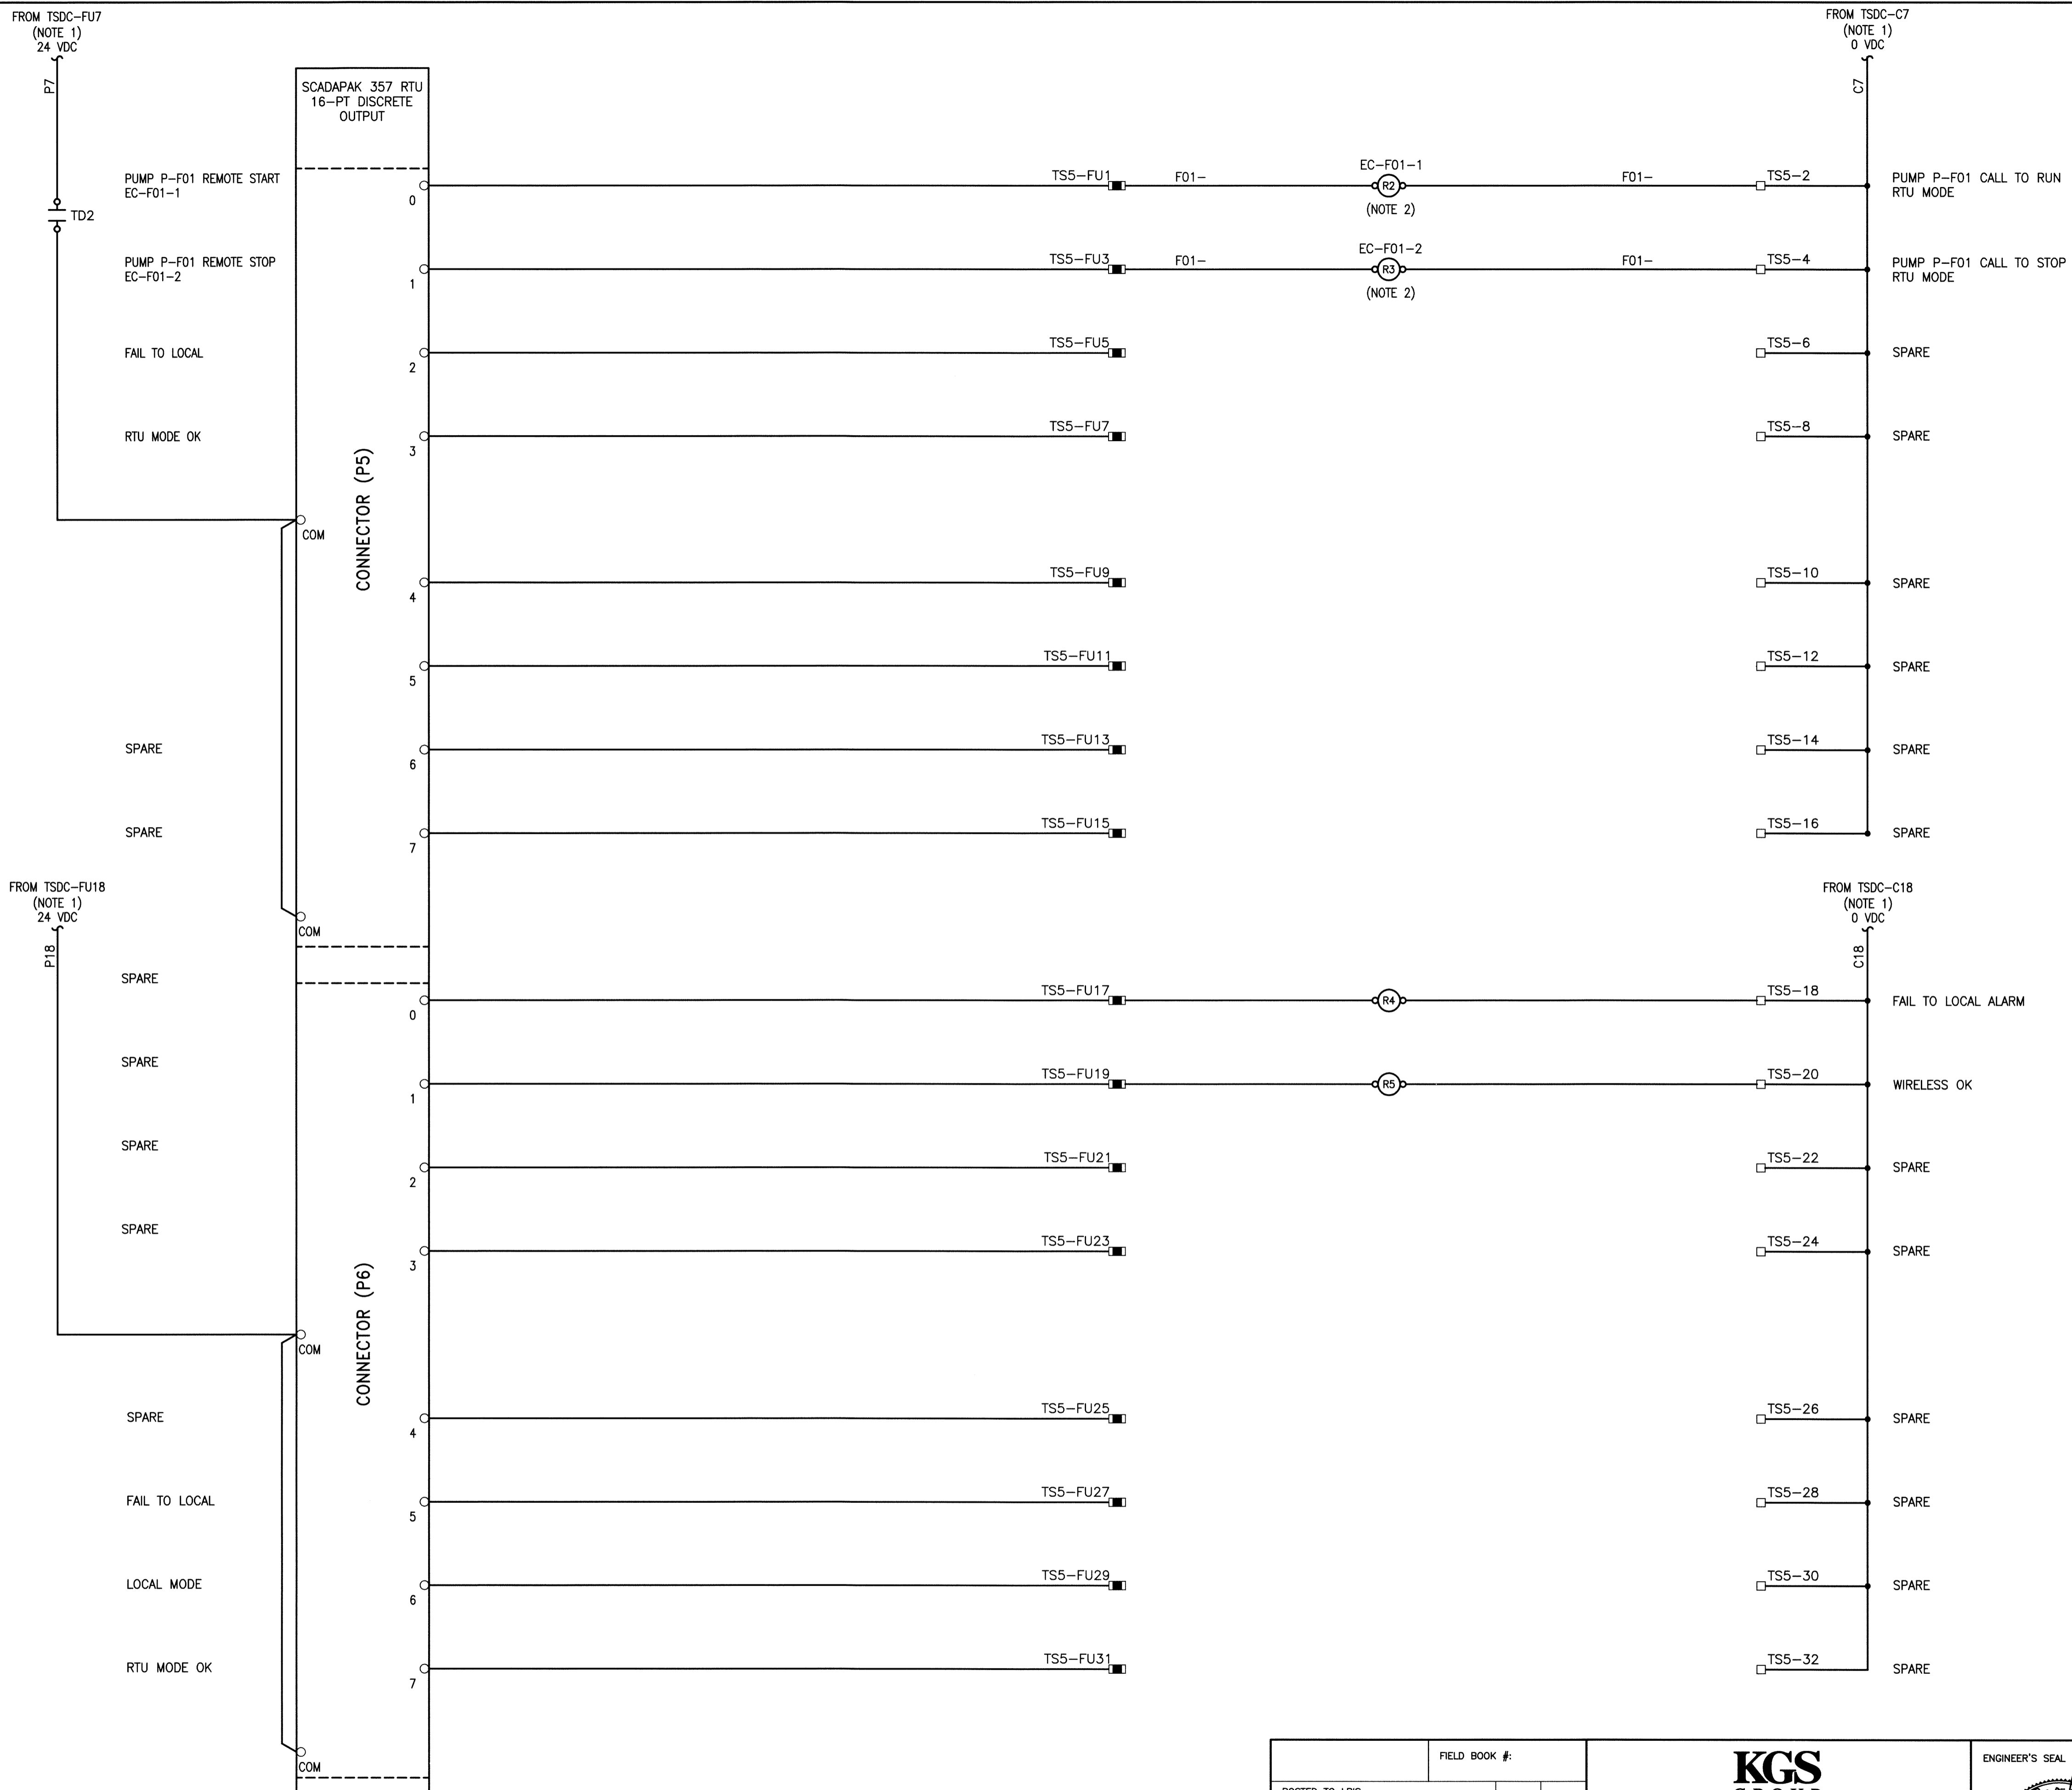 FROM TSDC-FU7
(NOTE 1)
24 VDC
P7
TD2
FROM TSDC-C7
(NOTE 1)
0 VDC
C7
SCADAPAK 357 RTU
16-PT DISCRETE
OUTPUT
PUMP P-F01 REMOTE START
EC-F01-1
0
TS5-FU1
F01-
EC-F01-1
R2
(NOTE 2)
F01-
TS5-2
PUMP P-F01 CALL TO RUN
RTU MODE
PUMP P-F01 REMOTE STOP
EC-F01-2
1
TS5-FU3
F01-
EC-F01-2
R3
(NOTE 2)
F01-
TS5-4
PUMP P-F01 CALL TO STOP
RTU MODE
FAIL TO LOCAL
2
TS5-FU5
TS5-6
SPARE
RTU MODE OK
3
TS5-FU7
TS5-8
SPARE
COM
CONNECTOR (P5)
4
TS5-FU9
TS5-10
SPARE
5
TS5-FU11
TS5-12
SPARE
SPARE
6
TS5-FU13
TS5-14
SPARE
SPARE
7
TS5-FU15
TS5-16
SPARE
COM
FROM TSDC-FU18
(NOTE 1)
24 VDC
P18
FROM TSDC-C18
(NOTE 1)
0 VDC
C18
SPARE
0
TS5-FU17
R4
TS5-18
FAIL TO LOCAL ALARM
SPARE
1
TS5-FU19
R5
TS5-20
WIRELESS OK
SPARE
2
TS5-FU21
TS5-22
SPARE
SPARE
3
TS5-FU23
TS5-24
SPARE
COM
CONNECTOR (P6)
SPARE
4
TS5-FU25
TS5-26
SPARE
FAIL TO LOCAL
5
TS5-FU27
TS5-28
SPARE
LOCAL MODE
6
TS5-FU29
TS5-30
SPARE
RTU MODE OK
7
TS5-FU31
TS5-32
SPARE
COM
FIELD BOOK #:
KGS
ENGINEER'S SEAL